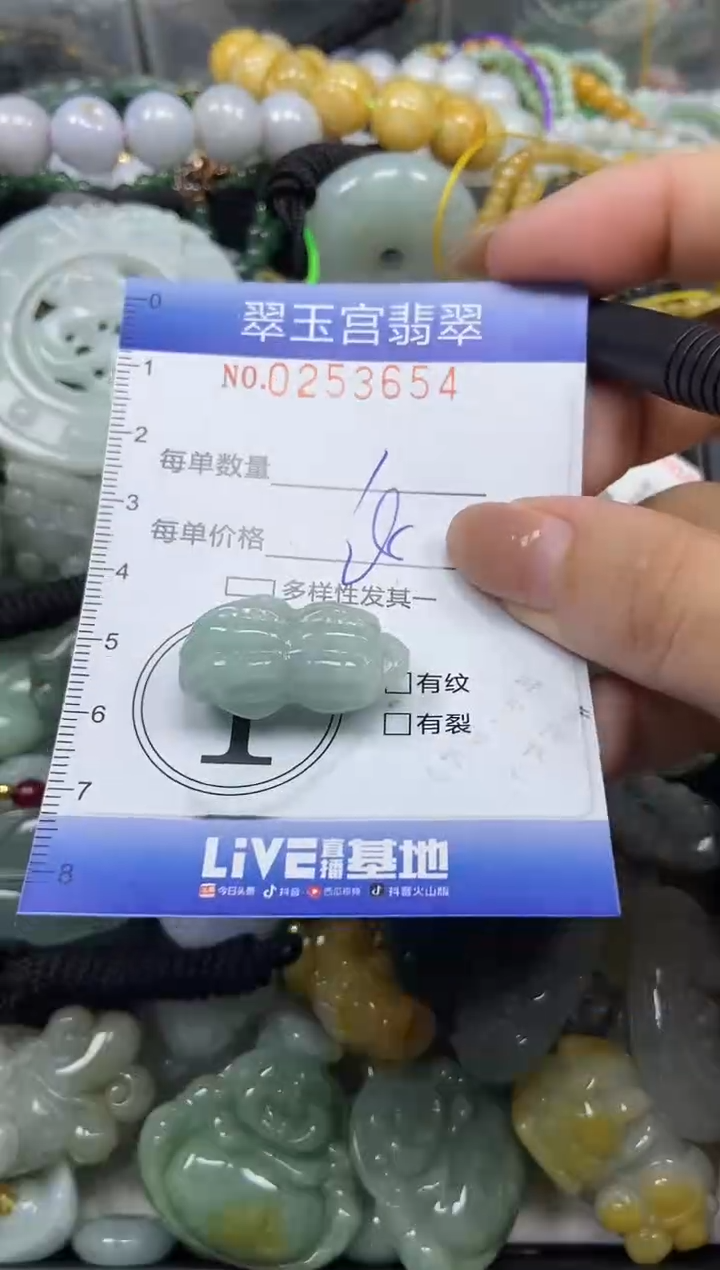 0
翠玉宫翡翠
1
NO.0253654
2
每单数量
3
每单价格
4
多样性发其一
5
有纹
6
有裂
7
LiVE直播基地
8
今日头条 抖音 西瓜视频 抖音火山版